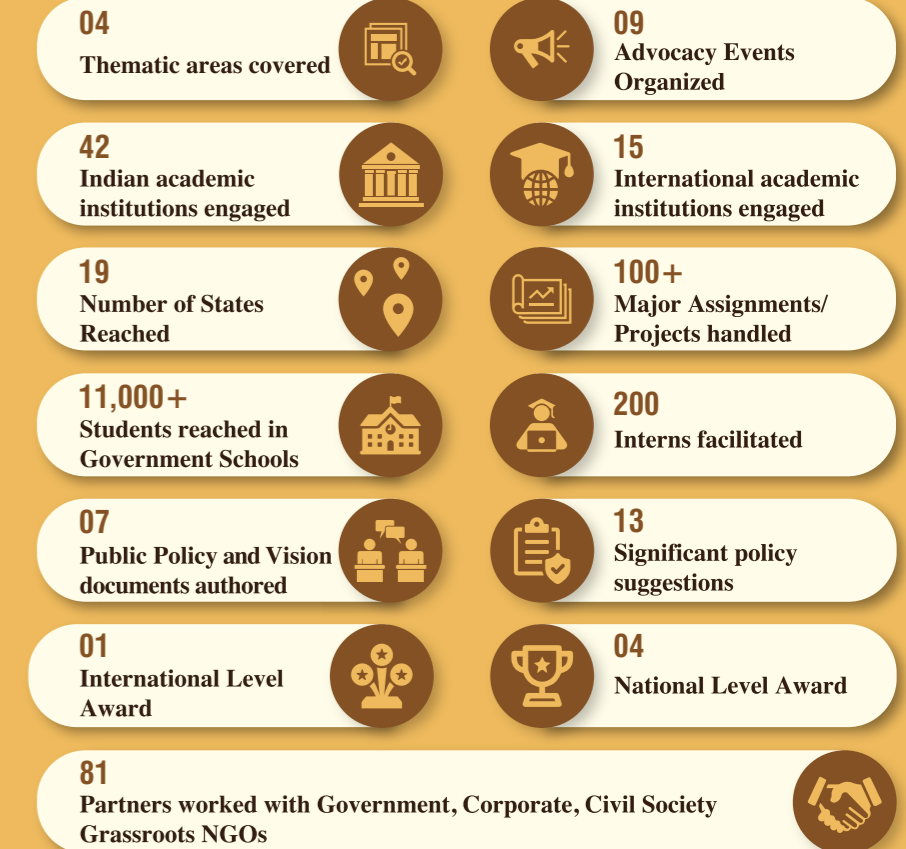 04
Thematic areas covered
09
Advocacy Events
Organized
42
Indian academic
institutions engaged
15
International academic
institutions engaged
19
Number of States
Reached
100+
Major Assignments/
Projects handled
11,000+
Students reached in
Government Schools
200
Interns facilitated
07
Public Policy and Vision
documents authored
13
Significant policy
suggestions
01
International Level
Award
04
National Level Award
81
Partners worked with Government, Corporate, Civil Society
Grassroots NGOs